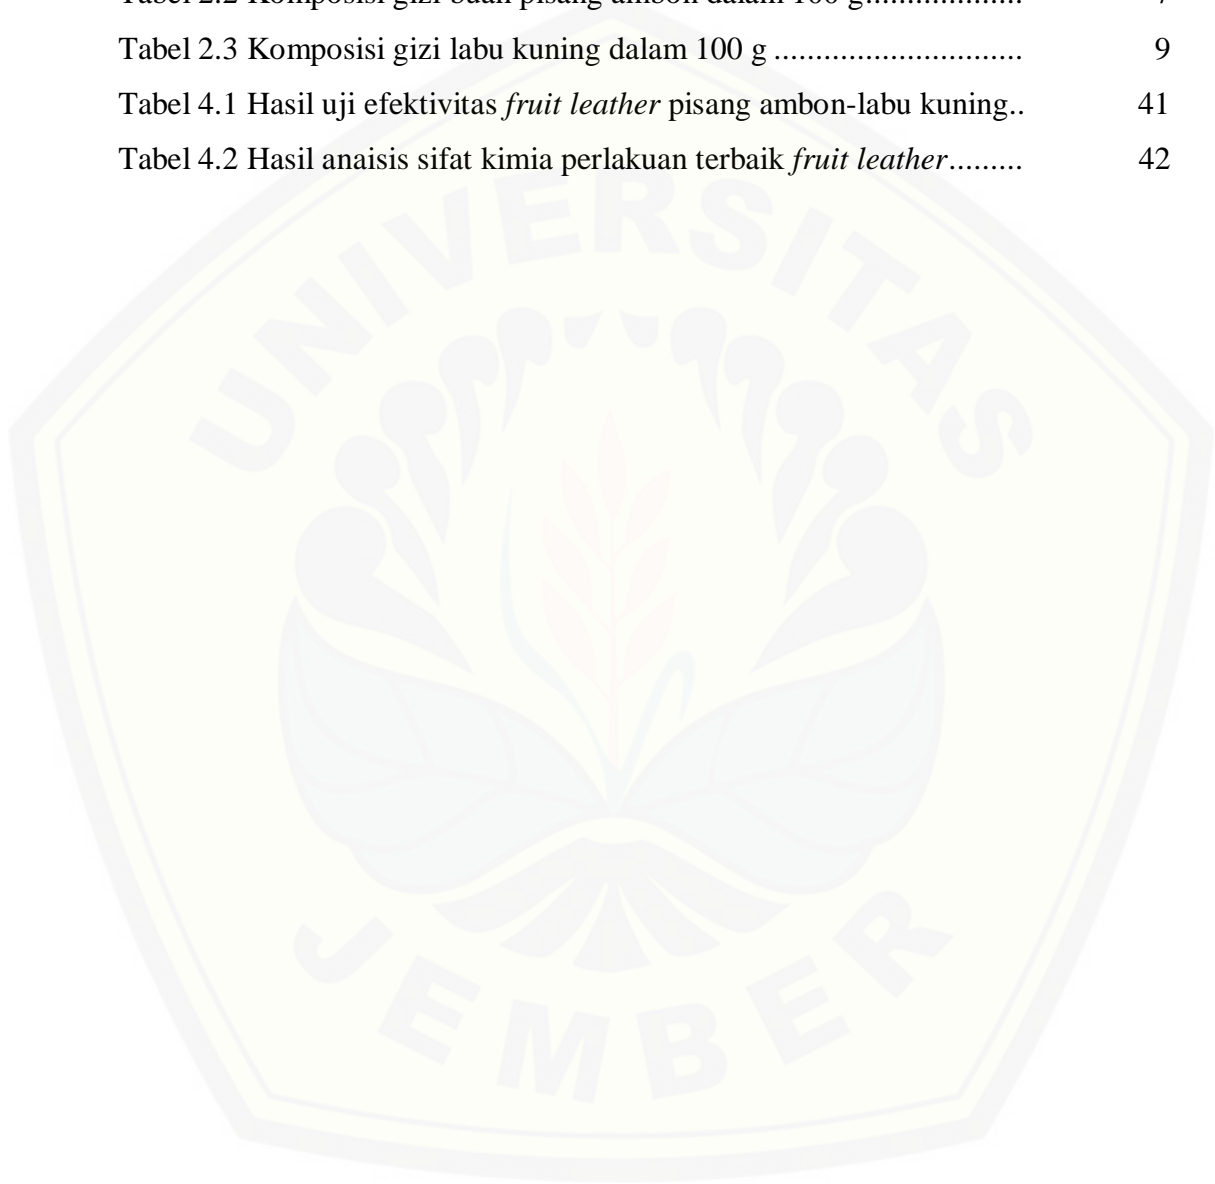 Tabel 2.2 Komposisi gizi buah pisang ambon dalam 100 g...................
Tabel 2.3 Komposisi gizi labu kuning dalam 100 g ............................. 9
Tabel 4.1 Hasil uji efektivitas fruit leather pisang ambon-labu kuning.. 41
Tabel 4.2 Hasil anaisis sifat kimia perlakuan terbaik fruit leather......... 42
UNIVERSITAS
JEMBER